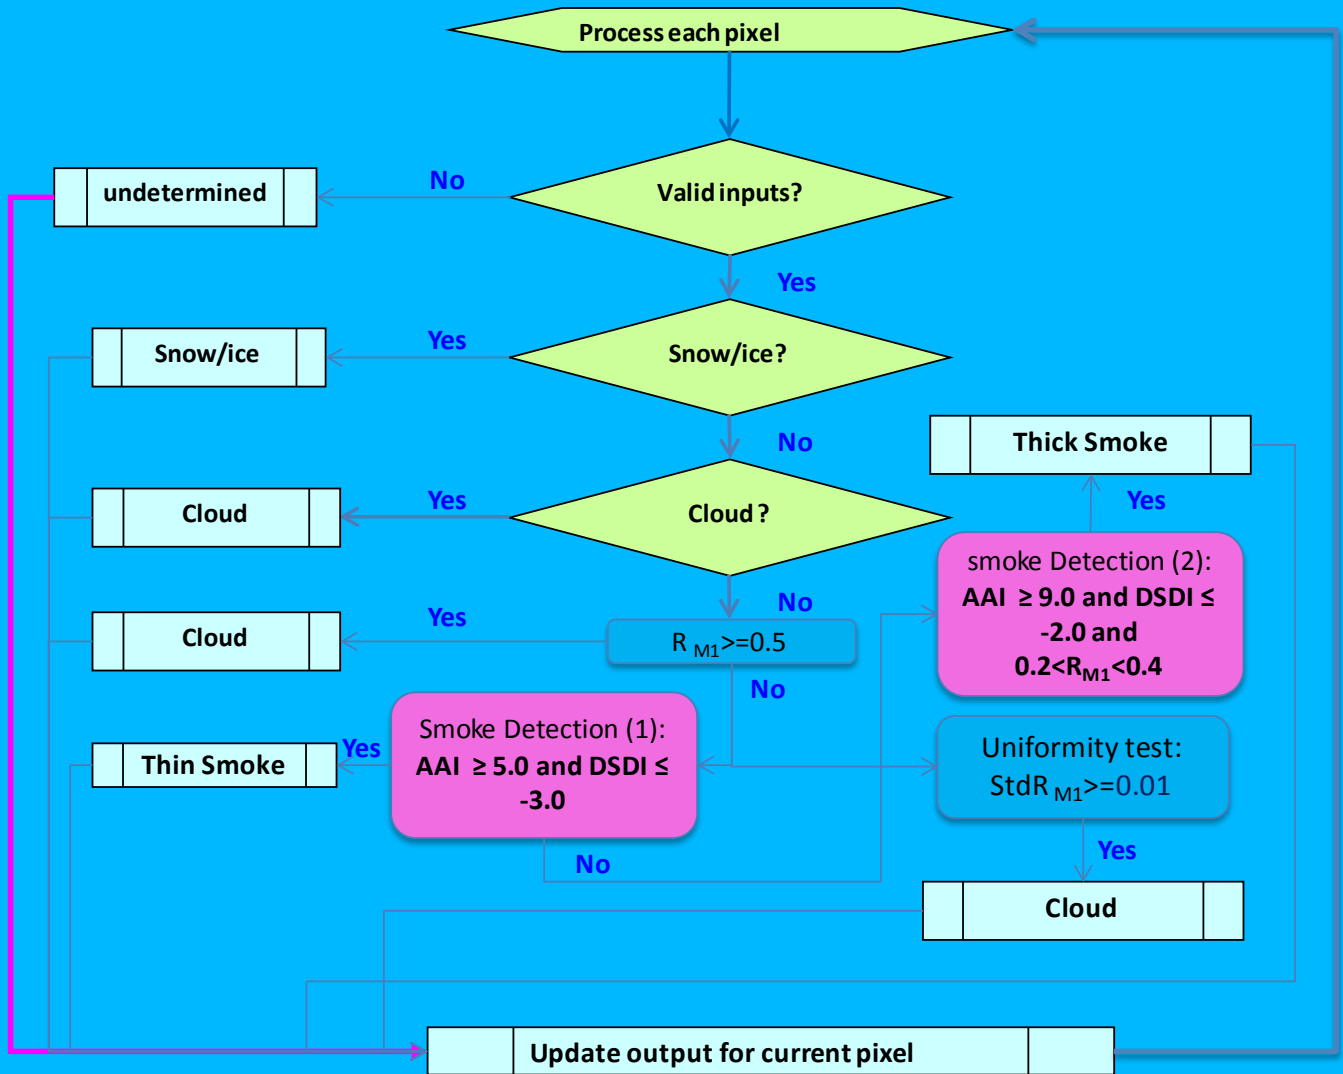 Process each pixel
Valid inputs?
No
undetermined
Yes
Snow/ice?
Yes
Snow/ice
No
Cloud ?
Yes
Cloud
No
R M1>=0.5
Yes
Cloud
No
Smoke Detection (1):
AAI ≥ 5.0 and DSDI ≤
-3.0
Yes
Thin Smoke
No
smoke Detection (2):
AAI ≥ 9.0 and DSDI ≤
-2.0 and
0.2<RM1<0.4
Yes
Thick Smoke
Uniformity test:
StdR M1>=0.01
Yes
Cloud
Update output for current pixel